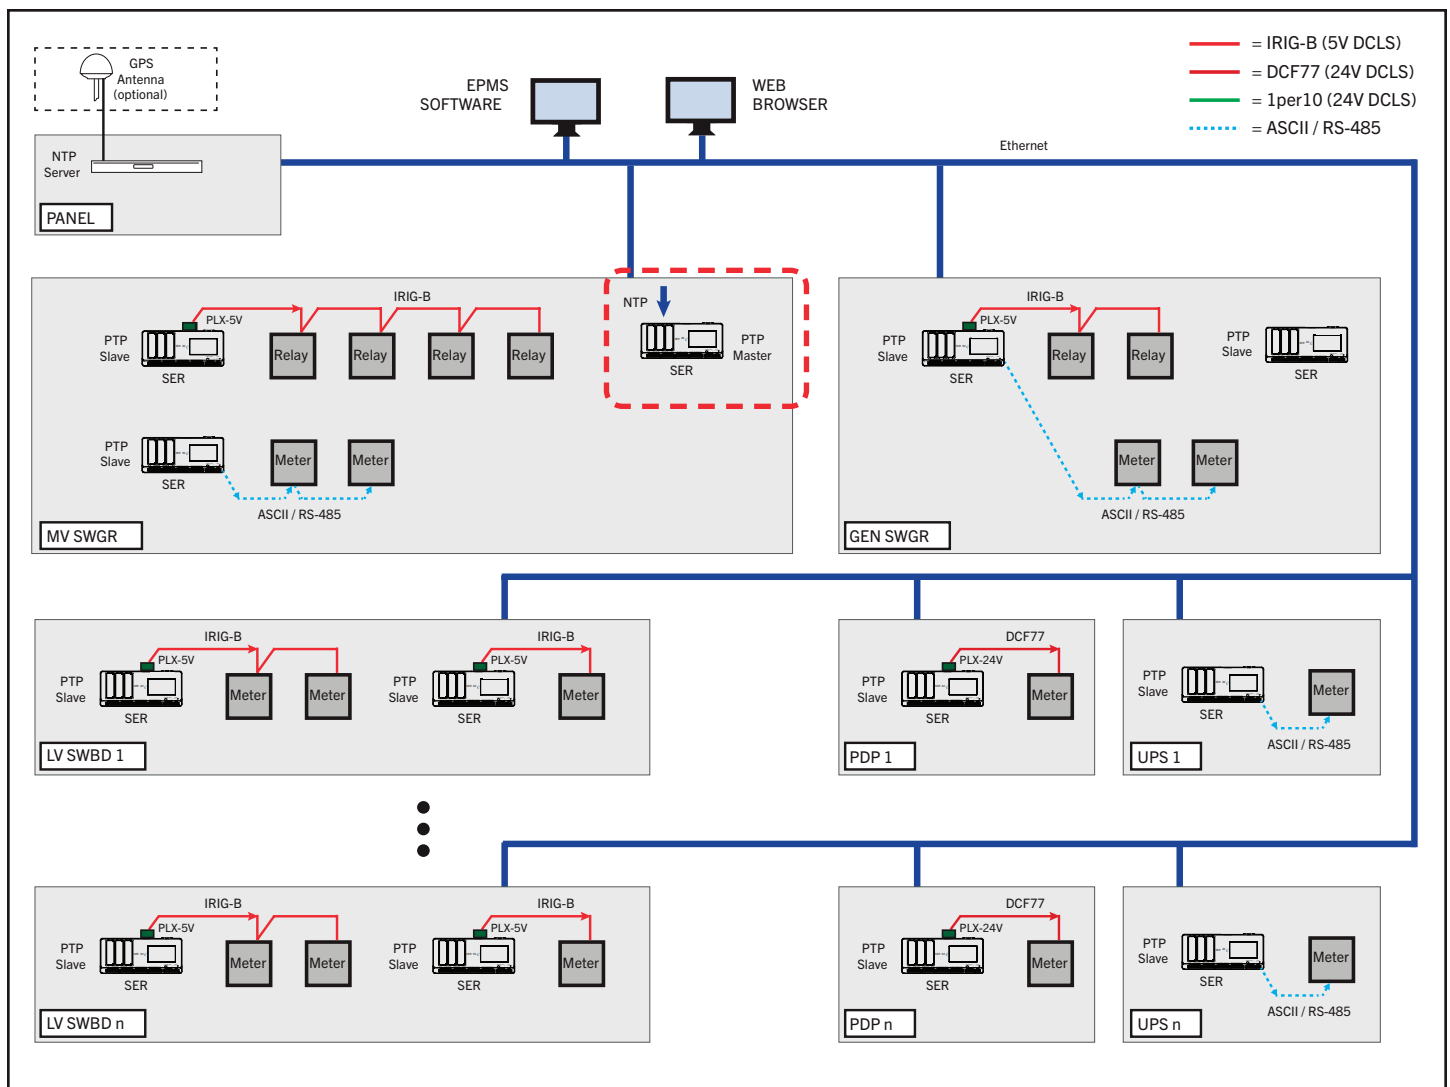 GPS
Antenna
(optional)
NTP
Server
PANEL
EPMS
SOFTWARE
WEB
BROWSER
Ethernet
= IRIG-B (5V DCLS)
= DCF77 (24V DCLS)
= 1per10 (24V DCLS)
= ASCII / RS-485
IRIG-B
PLX-5V
PTP
Slave
SER
Relay
Relay
Relay
Relay
NTP
PTP
Master
SER
PTP
Slave
SER
Meter
Meter
ASCII / RS-485
MV SWGR
IRIG-B
PLX-5V
PTP
Slave
SER
Relay
Relay
PTP
Slave
SER
Meter
Meter
ASCII / RS-485
GEN SWGR
IRIG-B
PLX-5V
PTP
Slave
SER
Meter
Meter
IRIG-B
PLX-5V
PTP
Slave
SER
Meter
LV SWBD 1
DCF77
PLX-24V
PTP
Slave
SER
Meter
PDP 1
PTP
Slave
SER
Meter
ASCII / RS-485
UPS 1
IRIG-B
PLX-5V
PTP
Slave
SER
Meter
Meter
IRIG-B
PLX-5V
PTP
Slave
SER
Meter
LV SWBD n
DCF77
PLX-24V
PTP
Slave
SER
Meter
PDP n
PTP
Slave
SER
Meter
ASCII / RS-485
UPS n